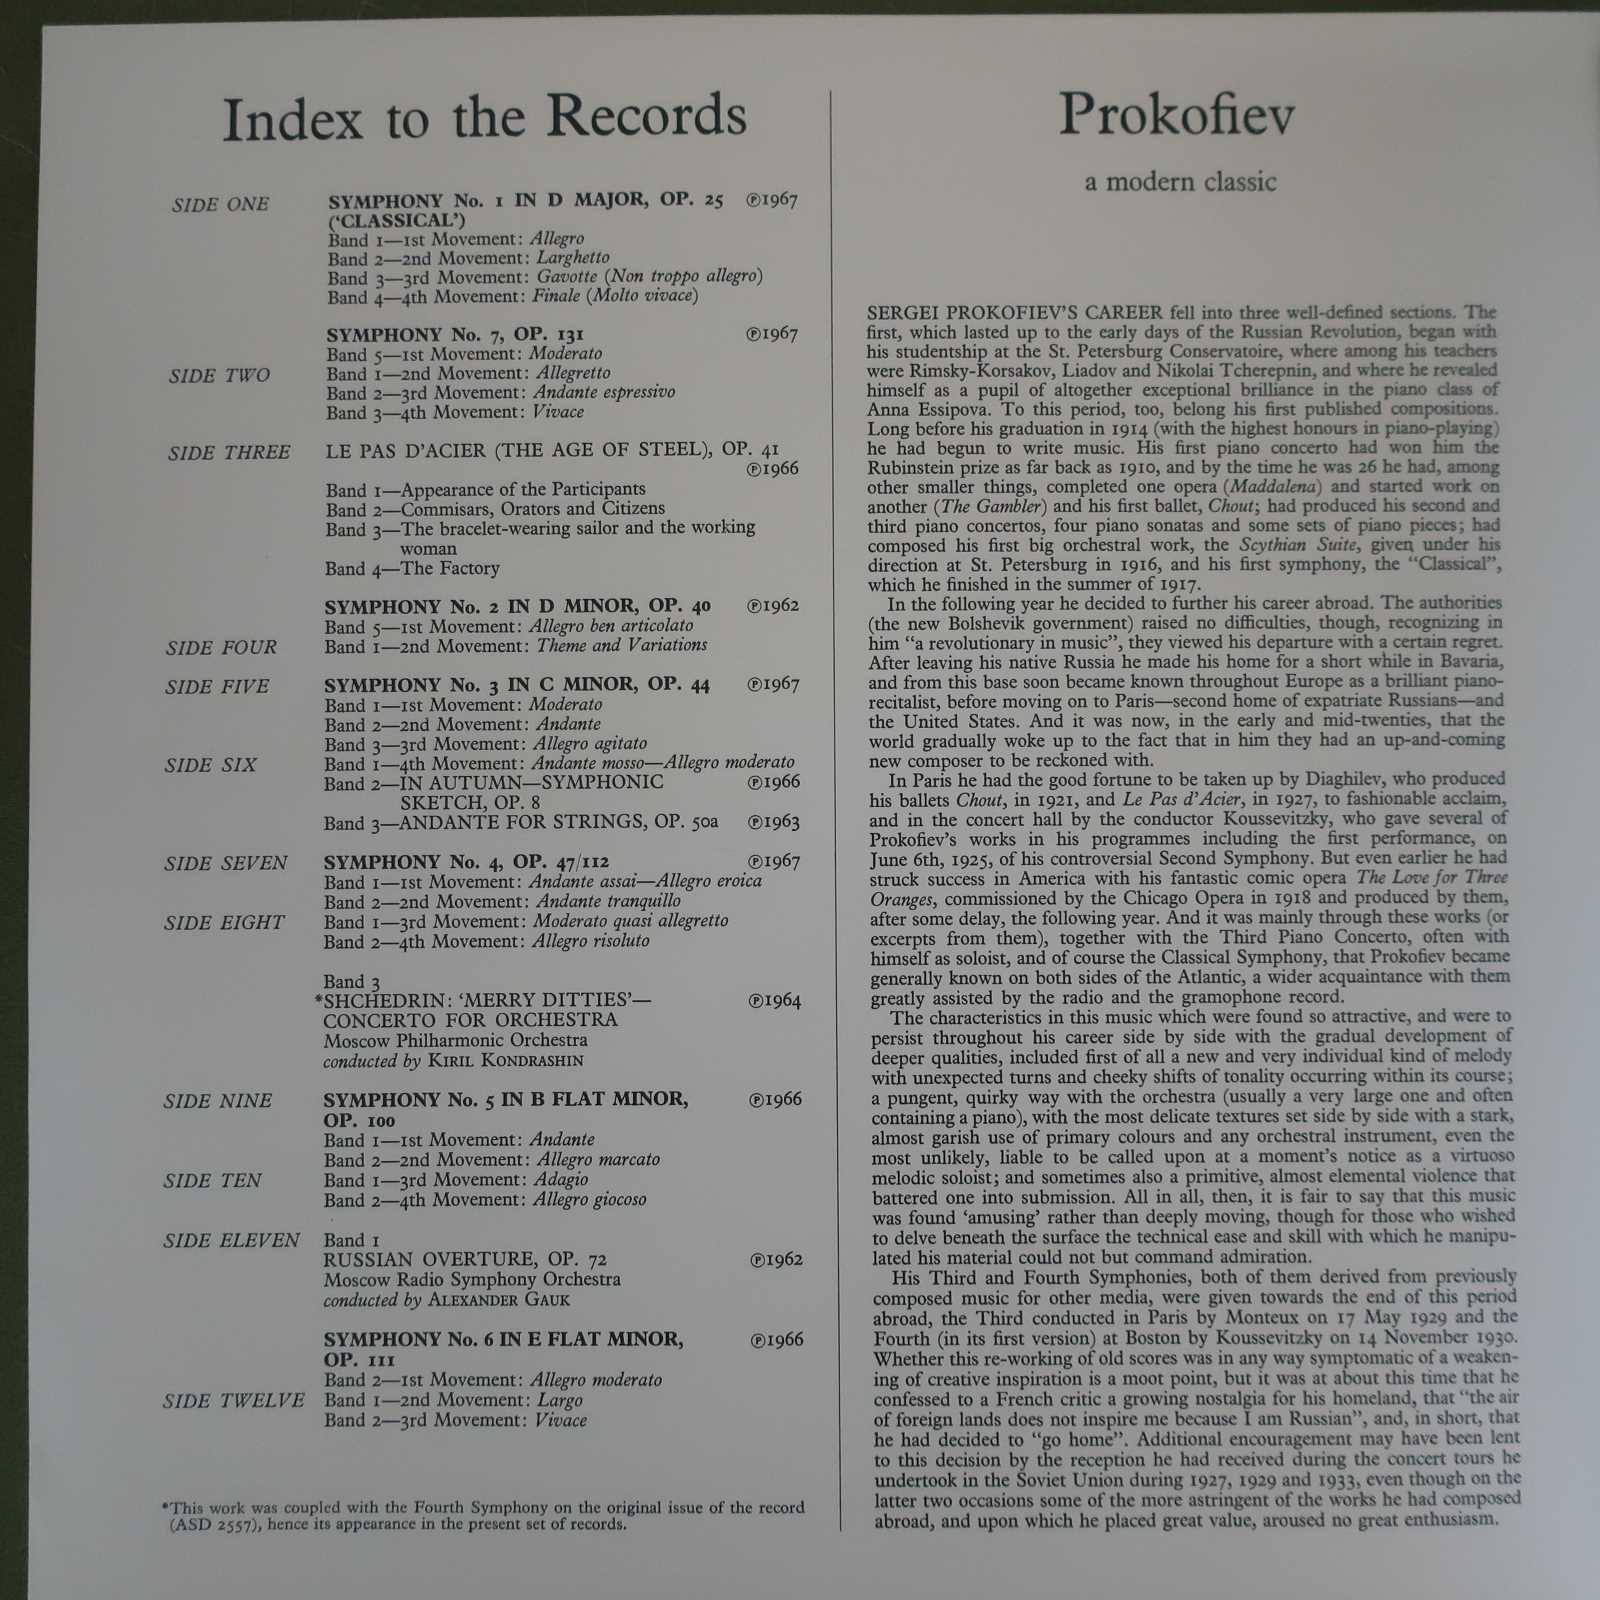 Index to the Records
SIDE ONE SYMPHONY No. 1 IN D MAJOR, OP. 25 ℗1967
('CLASSICAL')
Band 1—1st Movement: Allegro
Band 2—2nd Movement: Larghetto
Band 3—3rd Movement: Gavotte (Non troppo allegro)
Band 4—4th Movement: Finale (Molto vivace)
SYMPHONY No. 7, OP. 131 ℗1967
Band 5—1st Movement: Moderato
SIDE TWO Band 1—2nd Movement: Allegretto
Band 2—3rd Movement: Andante espressivo
Band 3—4th Movement: Vivace
SIDE THREE LE PAS D'ACIER (THE AGE OF STEEL), OP. 41
℗1966
Band 1—Appearance of the Participants
Band 2—Commisars, Orators and Citizens
Band 3—The bracelet-wearing sailor and the working
woman
Band 4—The Factory
SYMPHONY No. 2 IN D MINOR, OP. 40 ℗1962
Band 5—1st Movement: Allegro ben articolato
SIDE FOUR Band 1—2nd Movement: Theme and Variations
SIDE FIVE SYMPHONY No. 3 IN C MINOR, OP. 44 ℗1967
Band 1—1st Movement: Moderato
Band 2—2nd Movement: Andante
Band 3—3rd Movement: Allegro agitato
SIDE SIX Band 1—4th Movement: Andante mosso—Allegro moderato
Band 2—IN AUTUMN—SYMPHONIC ℗1966
SKETCH, OP. 8
Band 3—ANDANTE FOR STRINGS, OP. 50a ℗1963
SIDE SEVEN SYMPHONY No. 4, OP. 47/112 ℗1967
Band 1—1st Movement: Andante assai—Allegro eroica
Band 2—2nd Movement: Andante tranquillo
SIDE EIGHT Band 1—3rd Movement: Moderato quasi allegretto
Band 2—4th Movement: Allegro risoluto
Band 3
*SHCHEDRIN: 'MERRY DITTIES'— ℗1964
CONCERTO FOR ORCHESTRA
Moscow Philharmonic Orchestra
conducted by KIRIL KONDRASHIN
SIDE NINE SYMPHONY No. 5 IN B FLAT MINOR, ℗1966
OP. 100
Band 1—1st Movement: Andante
Band 2—2nd Movement: Allegro marcato
SIDE TEN Band 1—3rd Movement: Adagio
Band 2—4th Movement: Allegro giocoso
SIDE ELEVEN Band 1
RUSSIAN OVERTURE, OP. 72 ℗1962
Moscow Radio Symphony Orchestra
conducted by ALEXANDER GAUK
SYMPHONY No. 6 IN E FLAT MINOR, ℗1966
OP. 111
Band 2—1st Movement: Allegro moderato
SIDE TWELVE Band 1—2nd Movement: Largo
Band 2—3rd Movement: Vivace
*This work was coupled with the Fourth Symphony on the original issue of the record
(ASD 2557), hence its appearance in the present set of records.
Prokofiev
a modern classic
SERGEI PROKOFIEV'S CAREER fell into three well-defined sections. The
first, which lasted up to the early days of the Russian Revolution, began with
his studentship at the St. Petersburg Conservatoire, where among his teachers
were Rimsky-Korsakov, Liadov and Nikolai Tcherepnin, and where he revealed
himself as a pupil of altogether exceptional brilliance in the piano class of
Anna Essipova. To this period, too, belong his first published compositions.
Long before his graduation in 1914 (with the highest honours in piano-playing)
he had begun to write music. His first piano concerto had won him the
Rubinstein prize as far back as 1910, and by the time he was 26 he had, among
other smaller things, completed one opera (Maddalena) and started work on
another (The Gambler) and his first ballet, Chout; had produced his second and
third piano concertos, four piano sonatas and some sets of piano pieces; had
composed his first big orchestral work, the Scythian Suite, given under his
direction at St. Petersburg in 1916, and his first symphony, the "Classical",
which he finished in the summer of 1917.
In the following year he decided to further his career abroad. The authorities
(the new Bolshevik government) raised no difficulties, though, recognizing in
him "a revolutionary in music", they viewed his departure with a certain regret.
After leaving his native Russia he made his home for a short while in Bavaria,
and from this base soon became known throughout Europe as a brilliant piano-
recitalist, before moving on to Paris—second home of expatriate Russians—and
the United States. And it was now, in the early and mid-twenties, that the
world gradually woke up to the fact that in him they had an up-and-coming
new composer to be reckoned with.
In Paris he had the good fortune to be taken up by Diaghilev, who produced
his ballets Chout, in 1921, and Le Pas d'Acier, in 1927, to fashionable acclaim,
and in the concert hall by the conductor Koussevitzky, who gave several of
Prokofiev's works in his programmes including the first performance, on
June 6th, 1925, of his controversial Second Symphony. But even earlier he had
struck success in America with his fantastic comic opera The Love for Three
Oranges, commissioned by the Chicago Opera in 1918 and produced by them,
after some delay, the following year. And it was mainly through these works (or
excerpts from them), together with the Third Piano Concerto, often with
himself as soloist, and of course the Classical Symphony, that Prokofiev became
generally known on both sides of the Atlantic, a wider acquaintance with them
greatly assisted by the radio and the gramophone record.
The characteristics in this music which were found so attractive, and were to
persist throughout his career side by side with the gradual development of
deeper qualities, included first of all a new and very individual kind of melody
with unexpected turns and cheeky shifts of tonality occurring within its course;
a pungent, quirky way with the orchestra (usually a very large one and often
containing a piano), with the most delicate textures set side by side with a stark,
almost garish use of primary colours and any orchestral instrument, even the
most unlikely, liable to be called upon at a moment's notice as a virtuoso
melodic soloist; and sometimes also a primitive, almost elemental violence that
battered one into submission. All in all, then, it is fair to say that this music
was found 'amusing' rather than deeply moving, though for those who wished
to delve beneath the surface the technical ease and skill with which he manipu-
lated his material could not but command admiration.
His Third and Fourth Symphonies, both of them derived from previously
composed music for other media, were given towards the end of this period
abroad, the Third conducted in Paris by Monteux on 17 May 1929 and the
Fourth (in its first version) at Boston by Koussevitzky on 14 November 1930.
Whether this re-working of old scores was in any way symptomatic of a weaken-
ing of creative inspiration is a moot point, but it was at about this time that he
confessed to a French critic a growing nostalgia for his homeland, that "the air
of foreign lands does not inspire me because I am Russian", and, in short, that
he had decided to "go home". Additional encouragement may have been lent
to this decision by the reception he had received during the concert tours he
undertook in the Soviet Union during 1927, 1929 and 1933, even though on the
latter two occasions some of the more astringent of the works he had composed
abroad, and upon which he placed great value, aroused no great enthusiasm.